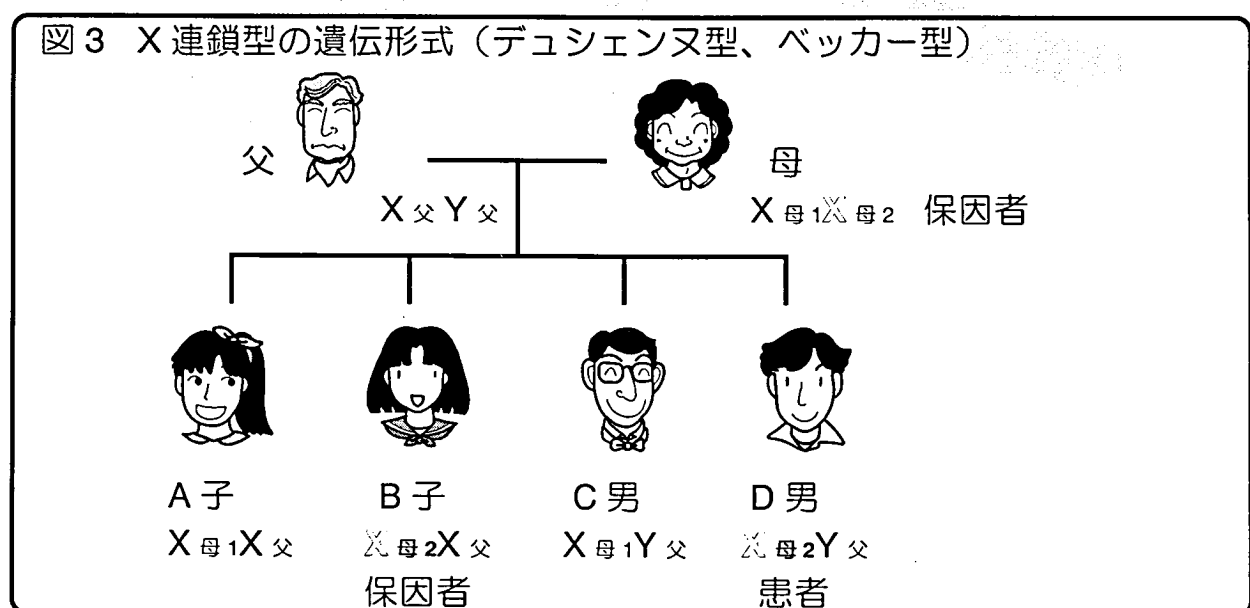 図3 X連鎖型の遺伝形式（デュシェンヌ型、ベッカー型）
父
母
X父Y父
X母1X母2 保因者
A子 B子 C男 D男
X母1X父 X母2X父 X母1Y父 X母2Y父
保因者 患者